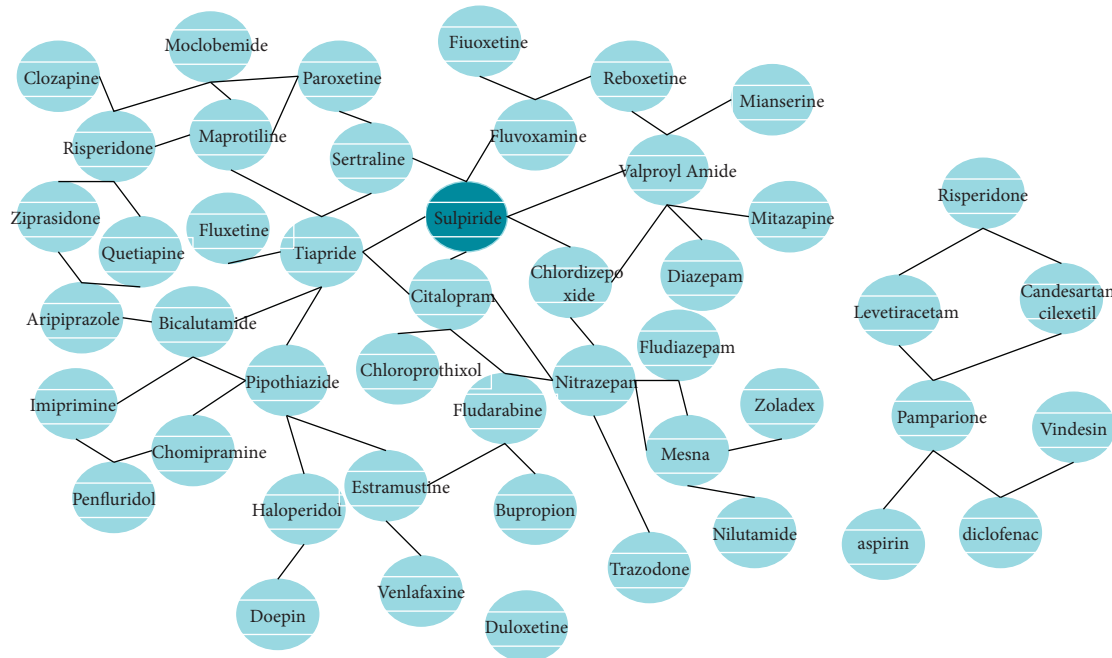 Fiuoxetine
Moclobemide
Clozapine
Paroxetine
Reboxetine
Mianserine
Risperidone
Maprotiline
Fluvoxamine
Sertraline
Valproyl Amide
Risperidone
Ziprasidone
Fluxetine
Sulpiride
Mitazapine
Quetiapine
Tiapride
Chlordizepo
xide
Diazepam
Citalopram
Candesartan
cilexetil
Levetiracetam
Aripiprazole
Bicalutamide
Fludiazepam
Chloroprothixol
Imiprimine
Pipothiazide
Nitrazepan
Zoladex
Fludarabine
Pamparione
Vindesin
Chomipramine
Mesna
Estramustine
Penfluridol
Haloperidol
Bupropion
Nilutamide
aspirin
diclofenac
Trazodone
Venlafaxine
Doepin
Duloxetine